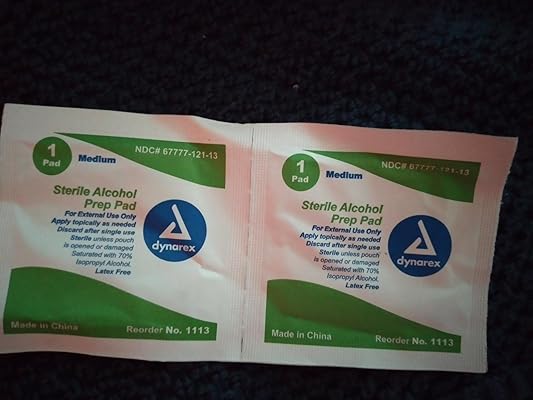 1
Pad
Medium
NDC# 67777-121-13
Sterile Alcohol
Prep Pad
For External Use Only
Apply topically as needed
Discard after single use
Sterile unless pouch
is opened or damaged
Saturated with 70%
Isopropyl Alcohol.
Latex Free
dynarex
Made in China
Reorder No. 1113
1
Pad
Medium
NDC# 67777-121-13
Sterile Alcohol
Prep Pad
For External Use Only
Apply topically as needed
Discard after single use
Sterile unless pouch
is opened or damaged
Saturated with 70%
Isopropyl Alcohol.
Latex Free
dynarex
Made in China
Reorder No. 1113